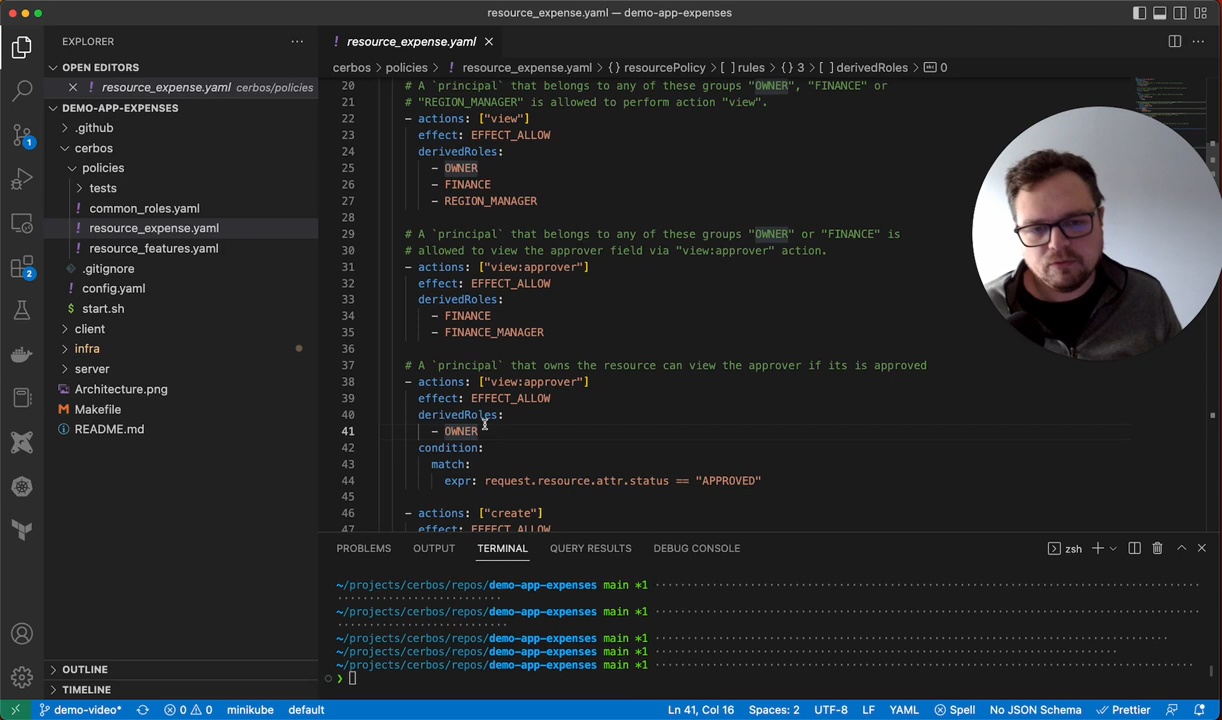 resource_expense.yaml — demo-app-expenses
EXPLORER
OPEN EDITORS
resource_expense.yaml cerbos/policies
DEMO-APP-EXPENSES
.github
cerbos
policies
tests
common_roles.yaml
resource_expense.yaml
resource_features.yaml
.gitignore
config.yaml
start.sh
client
infra
server
Architecture.png
Makefile
README.md
OUTLINE
TIMELINE
1
2
! resource_expense.yaml
cerbos > policies > ! resource_expense.yaml > {} resourcePolicy > [ ] rules > {} 3 > [ ] derivedRoles > 0
20 # A `principal` that belongs to any of these groups "OWNER", "FINANCE" or
21 # "REGION_MANAGER" is allowed to perform action "view".
22 - actions: ["view"]
23 effect: EFFECT_ALLOW
24 derivedRoles:
25 - OWNER
26 - FINANCE
27 - REGION_MANAGER
28
29 # A `principal` that belongs to any of these groups "OWNER" or "FINANCE" is
30 # allowed to view the approver field via "view:approver" action.
31 - actions: ["view:approver"]
32 effect: EFFECT_ALLOW
33 derivedRoles:
34 - FINANCE
35 - FINANCE_MANAGER
36
37 # A `principal` that owns the resource can view the approver if its is approved
38 - actions: ["view:approver"]
39 effect: EFFECT_ALLOW
40 derivedRoles:
41 - OWNER
42 condition:
43 match:
44 expr: request.resource.attr.status == "APPROVED"
45
46 - actions: ["create"]
47 effect: EFFECT_ALLOW
PROBLEMS OUTPUT TERMINAL QUERY RESULTS DEBUG CONSOLE zsh
~/projects/cerbos/repos/demo-app-expenses main *1
~/projects/cerbos/repos/demo-app-expenses main *1
~/projects/cerbos/repos/demo-app-expenses main *1
~/projects/cerbos/repos/demo-app-expenses main *1
~/projects/cerbos/repos/demo-app-expenses main *1
❯
demo-video* 0 0 minikube default Ln 41, Col 16 Spaces: 2 UTF-8 LF YAML Spell No JSON Schema Prettier